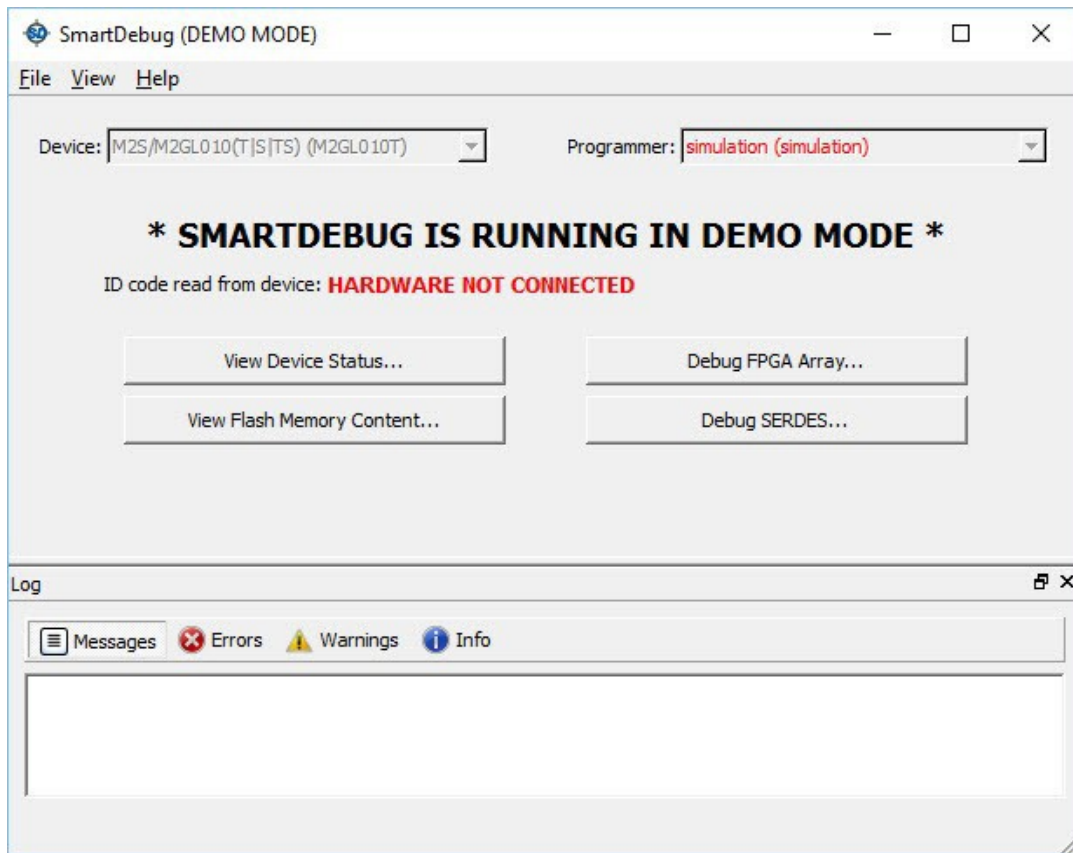 SmartDebug (DEMO MODE)
File View Help
Device: M2S/M2GL010(T|S|TS) (M2GL010T) Programmer: simulation (simulation)
* SMARTDEBUG IS RUNNING IN DEMO MODE *
ID code read from device: HARDWARE NOT CONNECTED
View Device Status... Debug FPGA Array...
View Flash Memory Content... Debug SERDES...
Log
Messages Errors Warnings Info